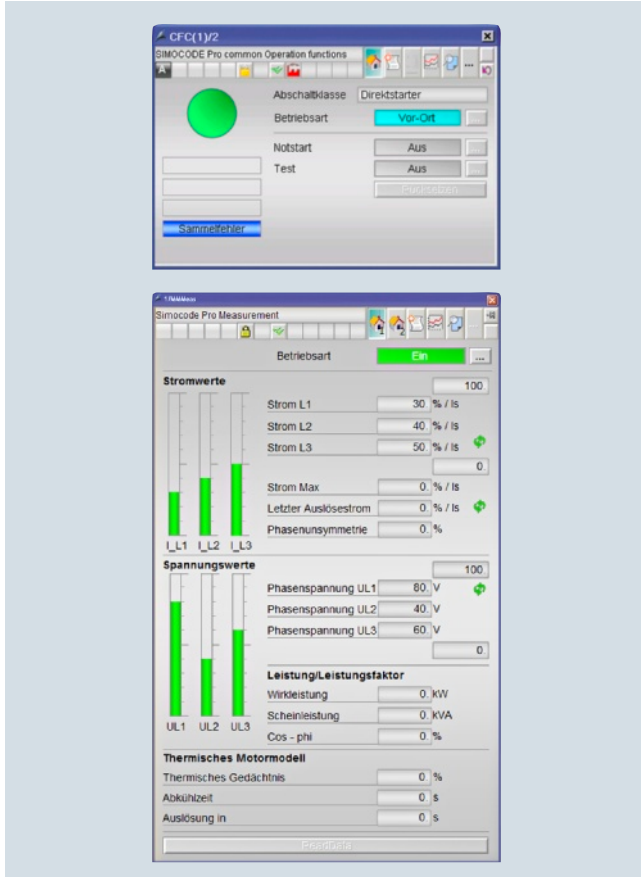 CFC(1)/2
SIMOCODE Pro common Operation functions
Abschaltklasse Direktstarter
Betriebsart Vor-Ort ...
Notstart Aus ...
Test Aus ...
Rücksetzen
Sammelfehler
Simocode Pro Measurement
1 2
Betriebsart Ein ...
Stromwerte
100.
Strom L1 30. % / Is
Strom L2 40. % / Is
Strom L3 50. % / Is
0.
Strom Max 0. % / Is
Letzter Auslösestrom 0. % / Is
Phasenunsymmetrie 0. %
I_L1 I_L2 I_L3
Spannungswerte
100.
Phasenspannung UL1 80. V
Phasenspannung UL2 40. V
Phasenspannung UL3 60. V
0.
Leistung/Leistungsfaktor
Wirkleistung 0. kW
Scheinleistung 0. KVA
Cos - phi 0. %
UL1 UL2 UL3
Thermisches Motormodell
Thermisches Gedächtnis 0. %
Abkühlzeit 0. s
Auslösung in 0. s
ReadData